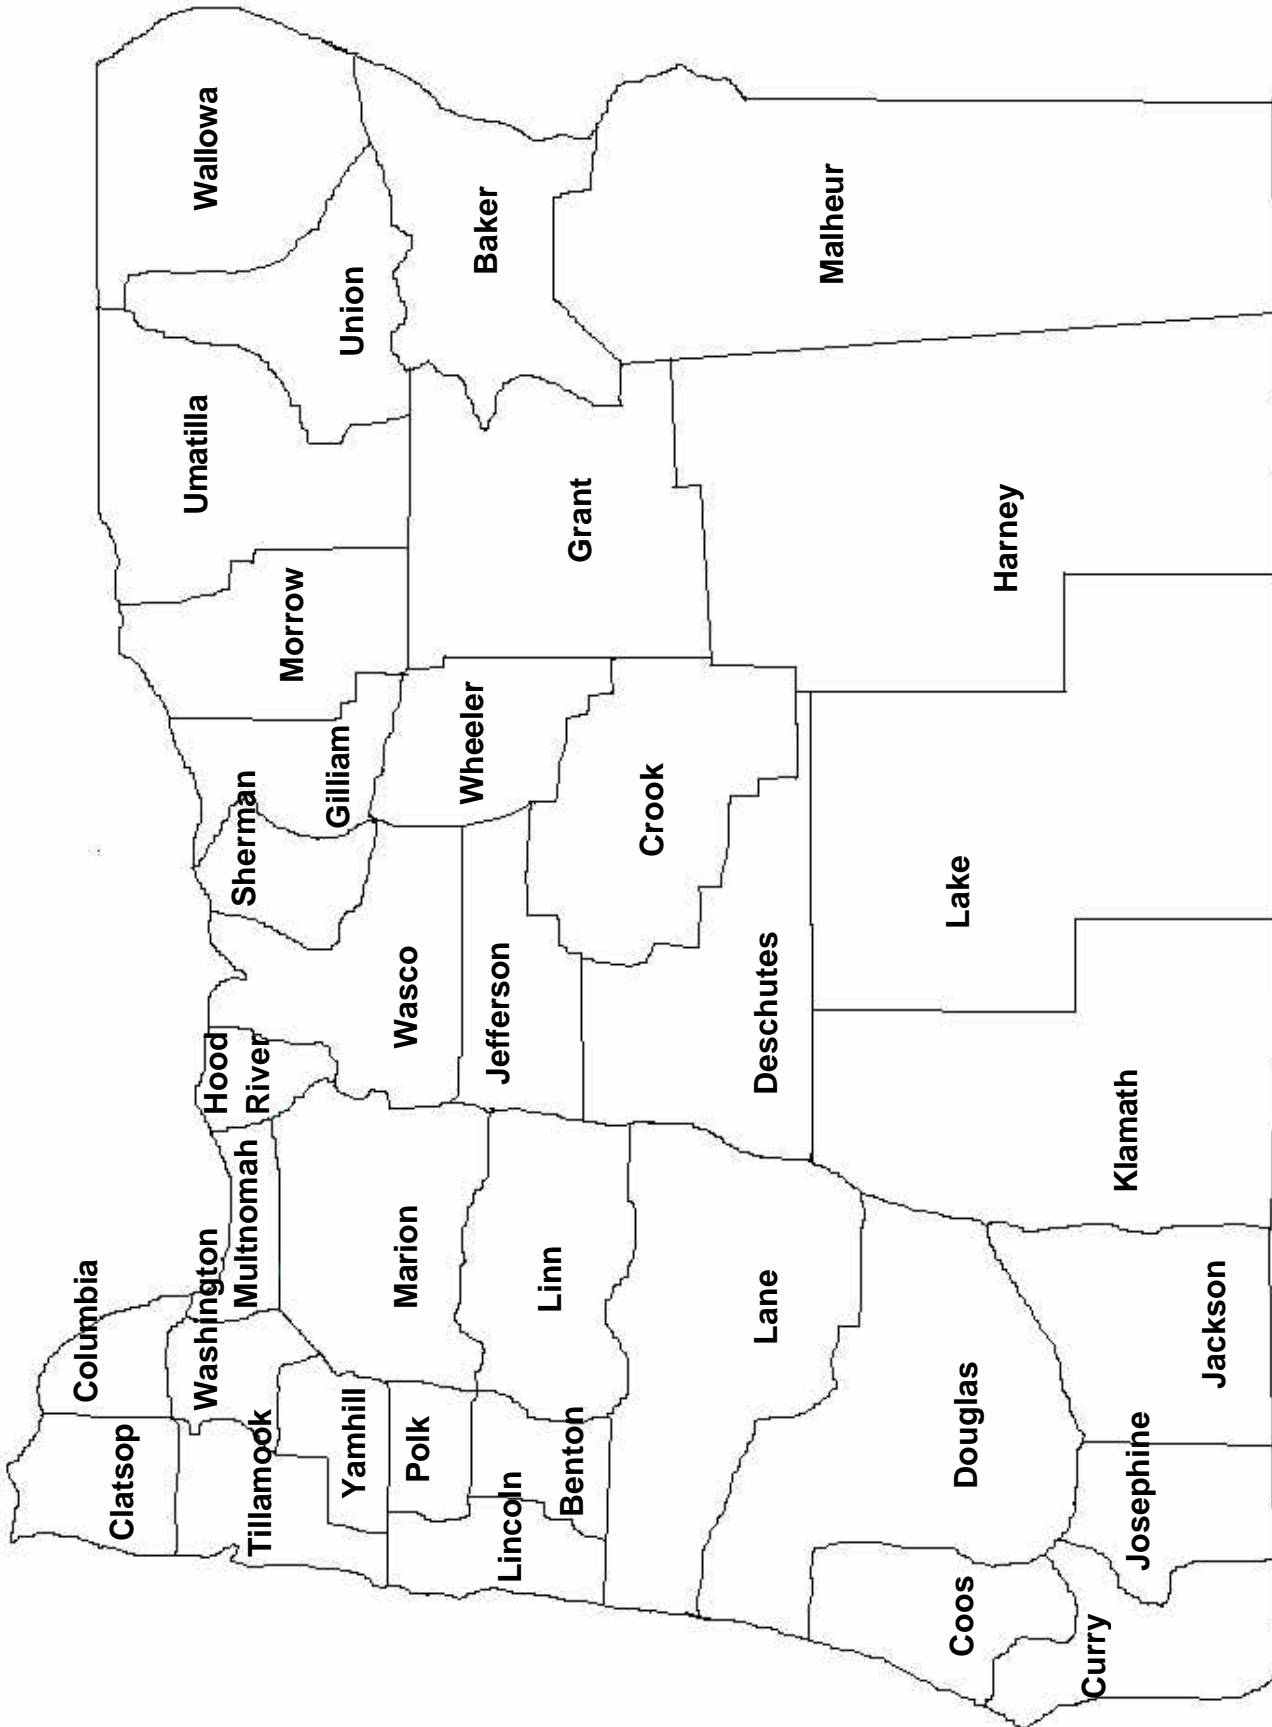 Clatsop
Columbia
Tillamook
Washington
Multnomah
Hood
River
Sherman
Gilliam
Morrow
Umatilla
Union
Wallowa
Yamhill
Polk
Marion
Wasco
Wheeler
Baker
Lincoln
Benton
Linn
Jefferson
Grant
Crook
Lane
Deschutes
Malheur
Coos
Douglas
Lake
Harney
Curry
Josephine
Jackson
Klamath